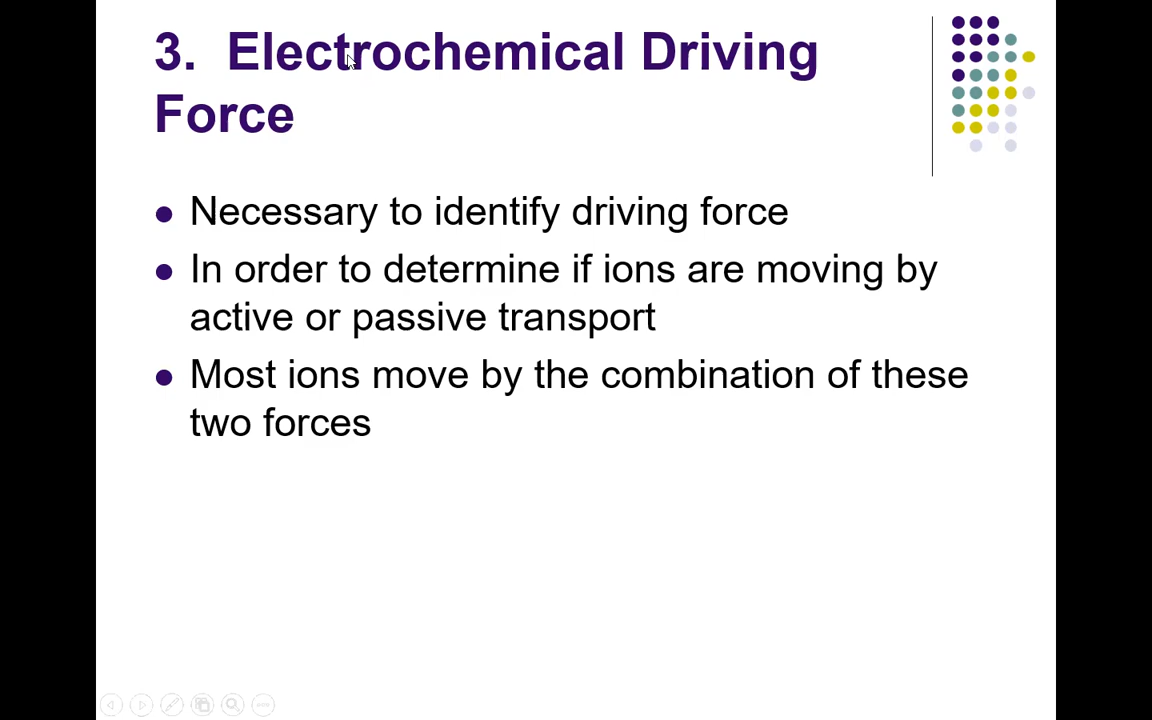 3. Electrochemical Driving
Force
● Necessary to identify driving force
● In order to determine if ions are moving by
active or passive transport
● Most ions move by the combination of these
two forces